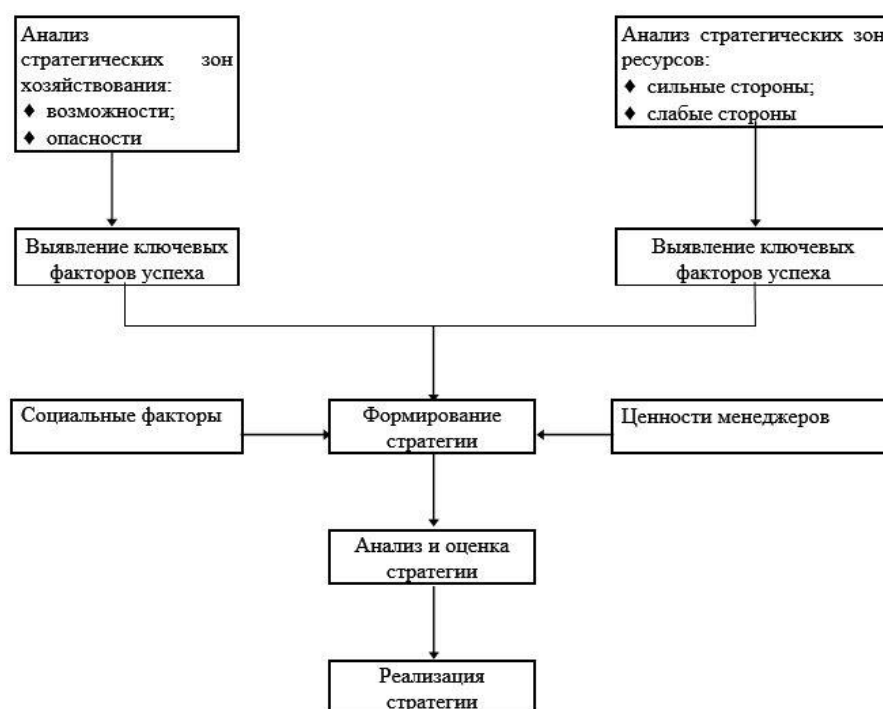 Анализ
стратегических зон
хозяйствования:
♦ возможности;
♦ опасности
Анализ стратегических зон
ресурсов:
♦ сильные стороны;
♦ слабые стороны
Выявление ключевых
факторов успеха
Выявление ключевых
факторов успеха
Социальные факторы
Формирование
стратегии
Ценности менеджеров
Анализ и оценка
стратегии
Реализация
стратегии